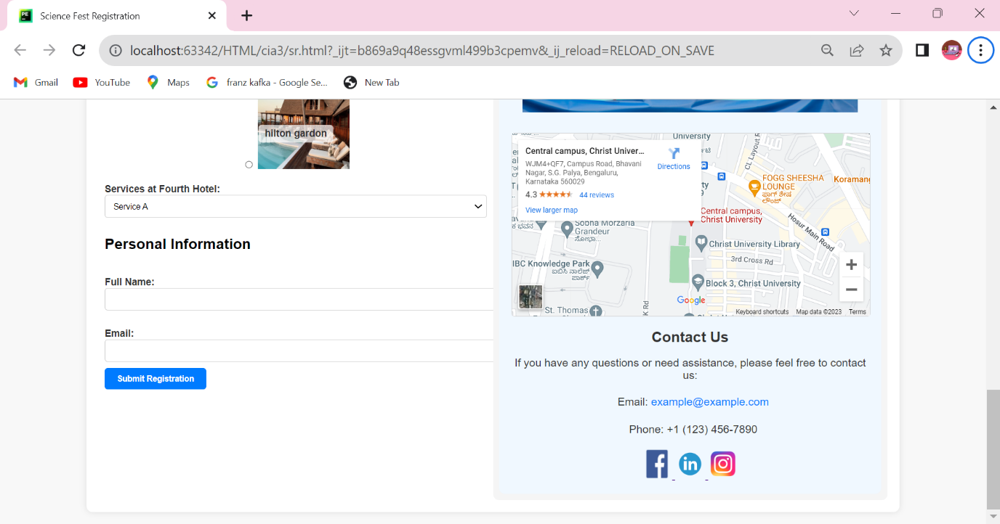 Science Fest Registration
localhost:63342/HTML/cia3/sr.html?_ijt=b869a9q48essgvml499b3cpemv&_ij_reload=RELOAD_ON_SAVE
Gmail
YouTube
Maps
franz kafka - Google Se...
New Tab
hilton gardon
Services at Fourth Hotel:
Service A
Personal Information
Full Name:
Email:
Submit Registration
University
Central campus, Christ Univer...
WJM4+QF7, Campus Road, Bhavani
Nagar, S.G. Palya, Bengaluru,
Karnataka 560029
4.3
44 reviews
View larger map
Directions
CL Layout R
FOGG SHEESHA
LOUNGE
Koramang
Central campus,
Christ University
Sobha Morzaria
Grandeur
Hosur Main Road
Christ University Library
3rd Cross Rd
IBC Knowledge Park
ಐಬಿಸಿ ನಾಲೆಜ್
ಪಾರ್ಕ್
Block 3, Christ University
Google
St. Thomas
K Rd
Keyboard shortcuts
Map data ©2023
Terms
Contact Us
If you have any questions or need assistance, please feel free to contact
us:
Email: example@example.com
Phone: +1 (123) 456-7890
in